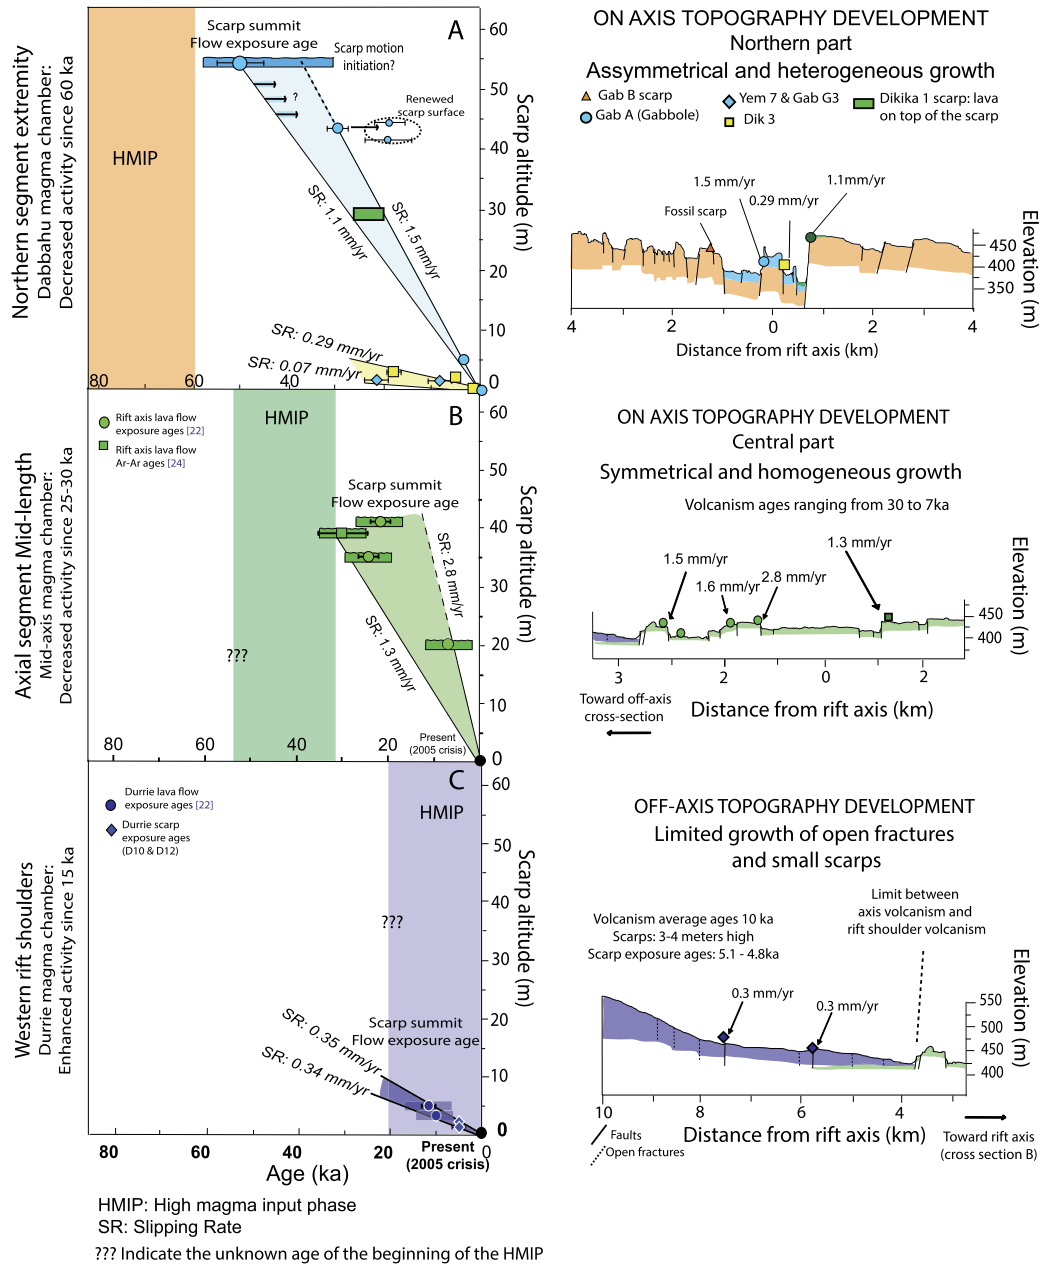 Northern segment extremity
Dabbahu magma chamber:
Decreased activity since 60 ka
HMIP
Scarp summit
Flow exposure age
A
Scarp motion
initiation?
?
Renewed
scarp surface
SR: 1.1 mm/yr
SR: 1.5 mm/yr
SR: 0.29 mm/yr
SR: 0.07 mm/yr
60
50
40
30
20
10
0
Scarp altitude (m)
80
60
40
20
ON AXIS TOPOGRAPHY DEVELOPMENT
Northern part
Assymmetrical and heterogeneous growth
Gab B scarp
Gab A (Gabbole)
Yem 7 & Gab G3
Dik 3
Dikika 1 scarp: lava
on top of the scarp
1.5 mm/yr
1.1mm/yr
0.29 mm/yr
Fossil scarp
450
400
350
Elevation (m)
4
2
0
2
4
Distance from rift axis (km)
Axial segment Mid-length
Mid-axis magma chamber:
Decreased activity since 25-30 ka
Rift axis lava flow
exposure ages [22]
Rift axis lava flow
Ar-Ar ages [24]
HMIP
B
Scarp summit
Flow exposure age
SR: 2.8 mm/yr
SR: 1.3 mm/yr
???
Present
(2005 crisis)
60
50
40
30
20
10
0
Scarp altitude (m)
80
60
40
20
ON AXIS TOPOGRAPHY DEVELOPMENT
Central part
Symmetrical and homogeneous growth
Volcanism ages ranging from 30 to 7ka
1.3 mm/yr
1.5 mm/yr
1.6 mm/yr
2.8 mm/yr
450
400
Elevation (m)
3
2
0
2
Toward off-axis
cross-section
Distance from rift axis (km)
Western rift shoulders
Durrie magma chamber:
Enhanced activity since 15 ka
Durrie lava flow
exposure ages [22]
Durrie scarp
exposure ages
(D10 & D12)
C
HMIP
???
Scarp summit
Flow exposure age
SR: 0.35 mm/yr
SR: 0.34 mm/yr
60
50
40
30
20
10
0
Scarp altitude (m)
Present
(2005 crisis)
80
60
40
20
0
Age (ka)
OFF-AXIS TOPOGRAPHY DEVELOPMENT
Limited growth of open fractures
and small scarps
Limit between
axis volcanism and
rift shoulder volcanism
Volcanism average ages 10 ka
Scarps: 3-4 meters high
Scarp exposure ages: 5.1 - 4.8ka
0.3 mm/yr
0.3 mm/yr
550
500
450
400
Elevation (m)
10
8
6
4
Faults
Open fractures
Distance from rift axis (km)
Toward rift axis
(cross section B)
HMIP: High magma input phase
SR: Slipping Rate
??? Indicate the unknown age of the beginning of the HMIP